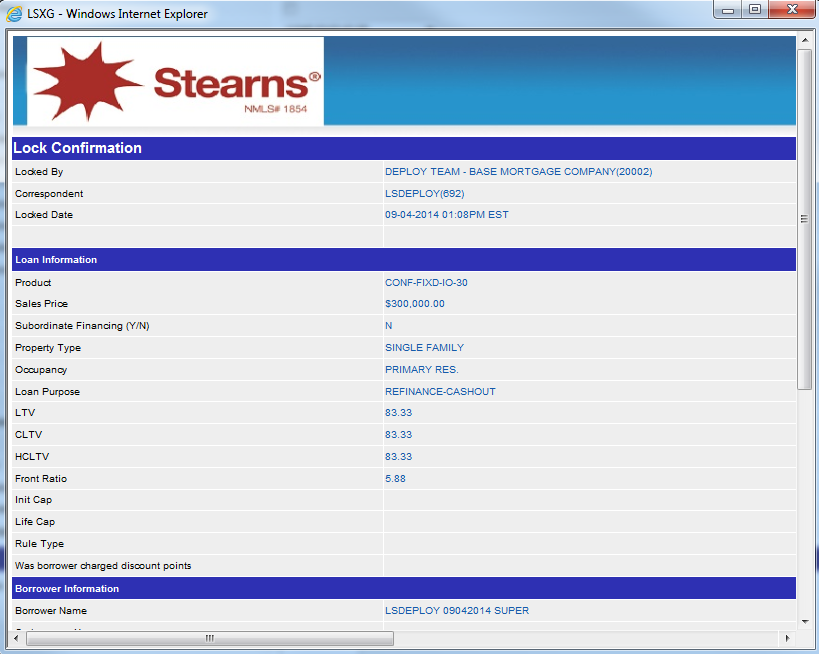 LSXG - Windows Internet Explorer
Stearns®
NMLS# 1854
Lock Confirmation
Locked By DEPLOY TEAM - BASE MORTGAGE COMPANY(20002)
Correspondent LSDEPLOY(692)
Locked Date 09-04-2014 01:08PM EST
Loan Information
Product CONF-FIXD-IO-30
Sales Price $300,000.00
Subordinate Financing (Y/N) N
Property Type SINGLE FAMILY
Occupancy PRIMARY RES.
Loan Purpose REFINANCE-CASHOUT
LTV 83.33
CLTV 83.33
HCLTV 83.33
Front Ratio 5.88
Init Cap
Life Cap
Rule Type
Was borrower charged discount points
Borrower Information
Borrower Name LSDEPLOY 09042014 SUPER